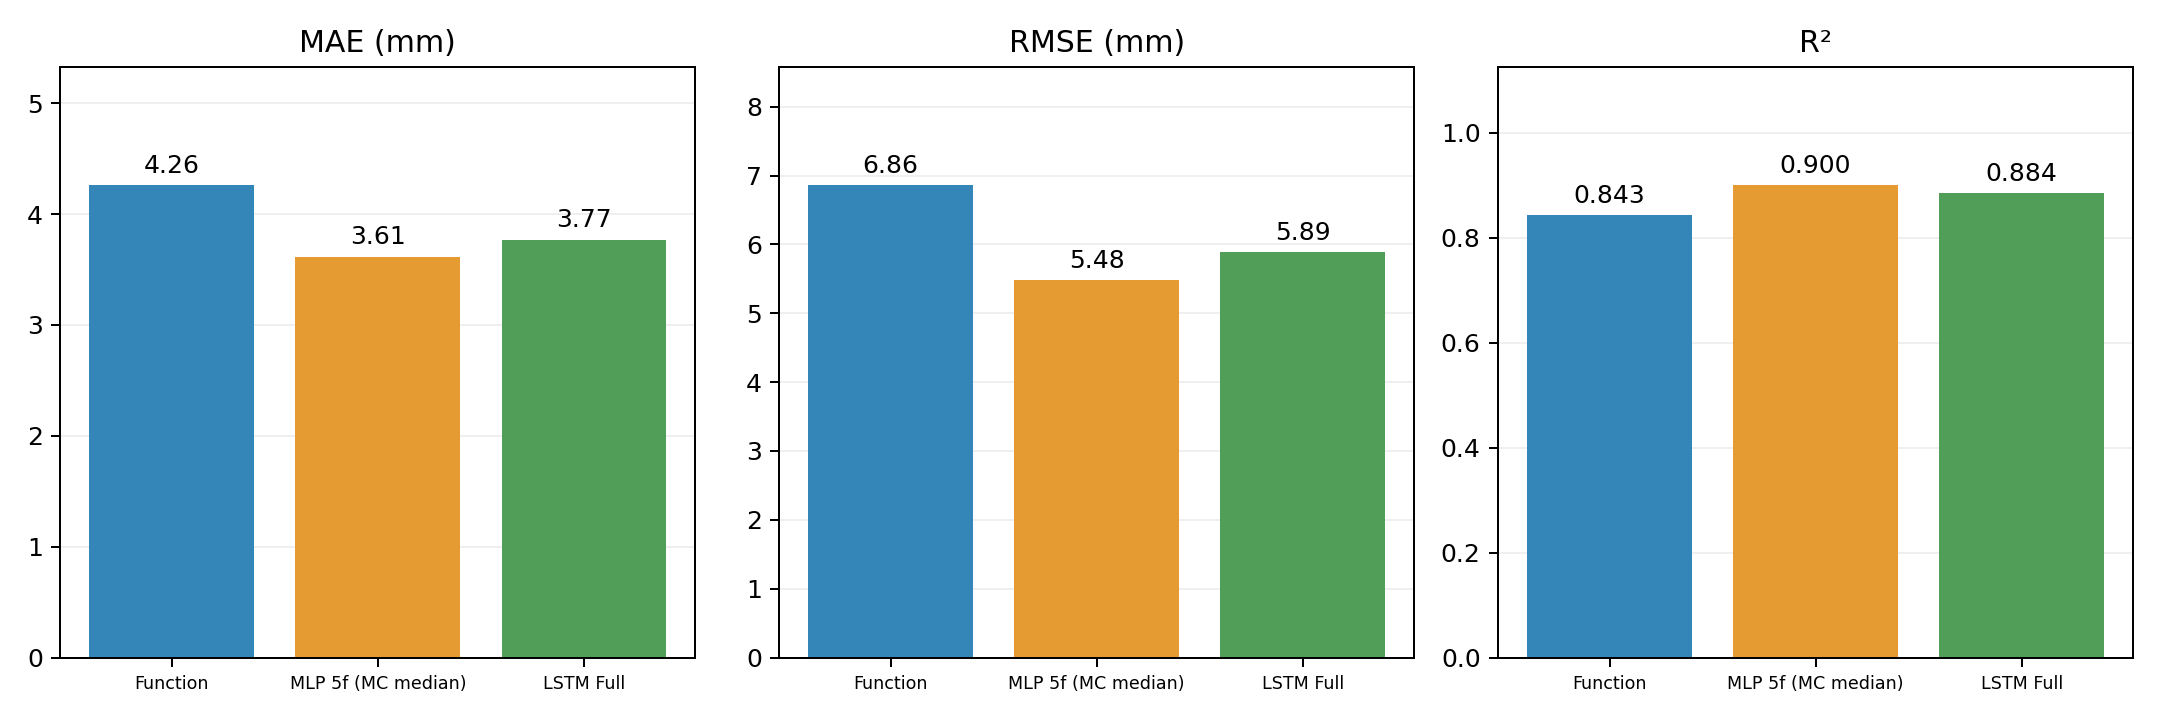 MAE (mm)
5
4
3
2
1
0
4.26
3.61
3.77
Function
MLP 5f (MC median)
LSTM Full
RMSE (mm)
8
7
6
5
4
3
2
1
0
6.86
5.48
5.89
Function
MLP 5f (MC median)
LSTM Full
R²
1.0
0.8
0.6
0.4
0.2
0.0
0.843
0.900
0.884
Function
MLP 5f (MC median)
LSTM Full